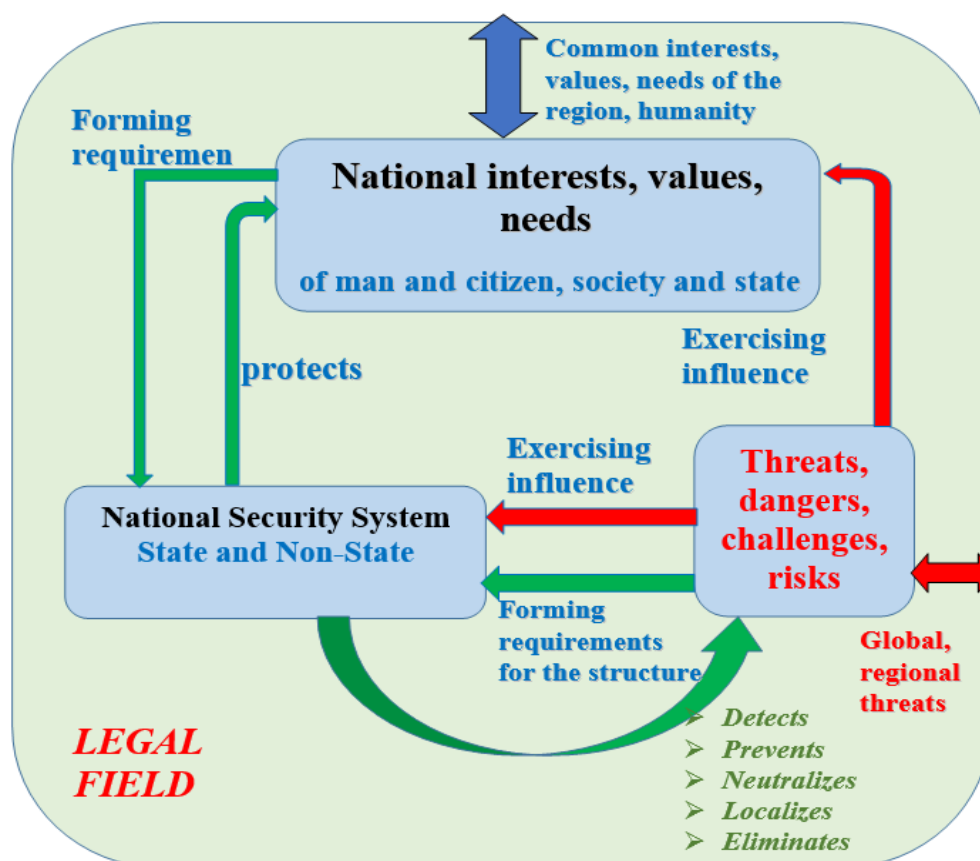 Common interests,
values, needs of the
region, humanity
Forming
requiremen
National interests, values,
needs
of man and citizen, society and state
Exercising
influence
protects
Exercising
influence
Threats,
dangers,
challenges,
risks
National Security System
State and Non-State
Forming
requirements
for the structure
Global,
regional
threats
LEGAL
FIELD
➢ Detects
➢ Prevents
➢ Neutralizes
➢ Localizes
➢ Eliminates